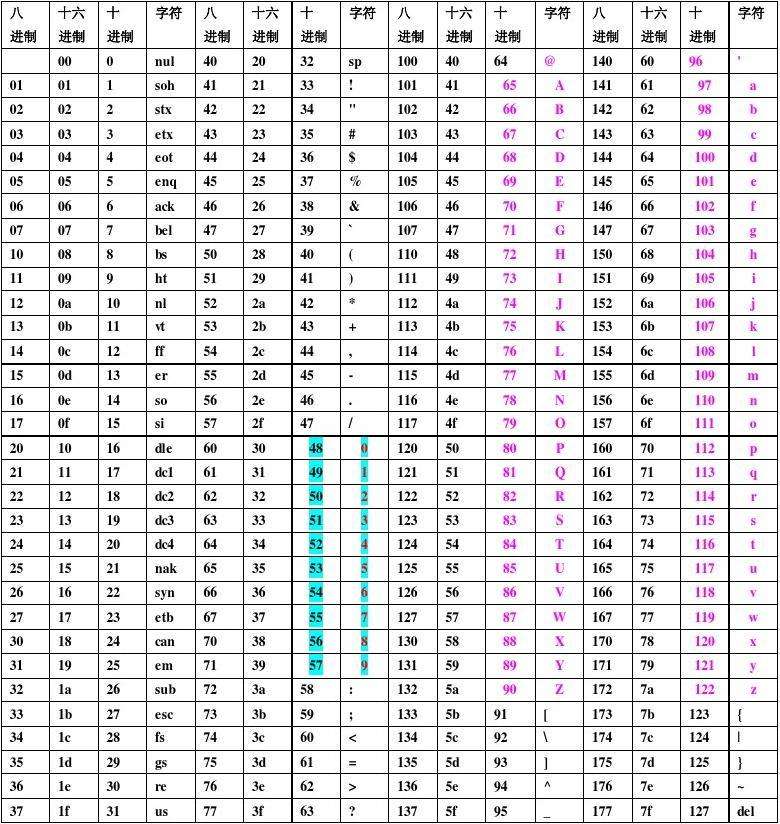 八进制 十六进制 十进制 字符 八进制 十六进制 十进制 字符 八进制 十六进制 十进制 字符 八进制 十六进制 十进制 字符
00 0 nul 40 20 32 sp 100 40 64 @ 140 60 96 '
01 01 1 soh 41 21 33 ! 101 41 65 A 141 61 97 a
02 02 2 stx 42 22 34 " 102 42 66 B 142 62 98 b
03 03 3 etx 43 23 35 # 103 43 67 C 143 63 99 c
04 04 4 eot 44 24 36 $ 104 44 68 D 144 64 100 d
05 05 5 enq 45 25 37 % 105 45 69 E 145 65 101 e
06 06 6 ack 46 26 38 & 106 46 70 F 146 66 102 f
07 07 7 bel 47 27 39 ` 107 47 71 G 147 67 103 g
10 08 8 bs 50 28 40 ( 110 48 72 H 150 68 104 h
11 09 9 ht 51 29 41 ) 111 49 73 I 151 69 105 i
12 0a 10 nl 52 2a 42 * 112 4a 74 J 152 6a 106 j
13 0b 11 vt 53 2b 43 + 113 4b 75 K 153 6b 107 k
14 0c 12 ff 54 2c 44 , 114 4c 76 L 154 6c 108 l
15 0d 13 er 55 2d 45 - 115 4d 77 M 155 6d 109 m
16 0e 14 so 56 2e 46 . 116 4e 78 N 156 6e 110 n
17 0f 15 si 57 2f 47 / 117 4f 79 O 157 6f 111 o
20 10 16 dle 60 30 48 0 120 50 80 P 160 70 112 p
21 11 17 dc1 61 31 49 1 121 51 81 Q 161 71 113 q
22 12 18 dc2 62 32 50 2 122 52 82 R 162 72 114 r
23 13 19 dc3 63 33 51 3 123 53 83 S 163 73 115 s
24 14 20 dc4 64 34 52 4 124 54 84 T 164 74 116 t
25 15 21 nak 65 35 53 5 125 55 85 U 165 75 117 u
26 16 22 syn 66 36 54 6 126 56 86 V 166 76 118 v
27 17 23 etb 67 37 55 7 127 57 87 W 167 77 119 w
30 18 24 can 70 38 56 8 130 58 88 X 170 78 120 x
31 19 25 em 71 39 57 9 131 59 89 Y 171 79 121 y
32 1a 26 sub 72 3a 58 : 132 5a 90 Z 172 7a 122 z
33 1b 27 esc 73 3b 59 ; 133 5b 91 [ 173 7b 123 {
34 1c 28 fs 74 3c 60 < 134 5c 92 \ 174 7c 124 |
35 1d 29 gs 75 3d 61 = 135 5d 93 ] 175 7d 125 }
36 1e 30 re 76 3e 62 > 136 5e 94 ^ 176 7e 126 ~
37 1f 31 us 77 3f 63 ? 137 5f 95 _ 177 7f 127 del